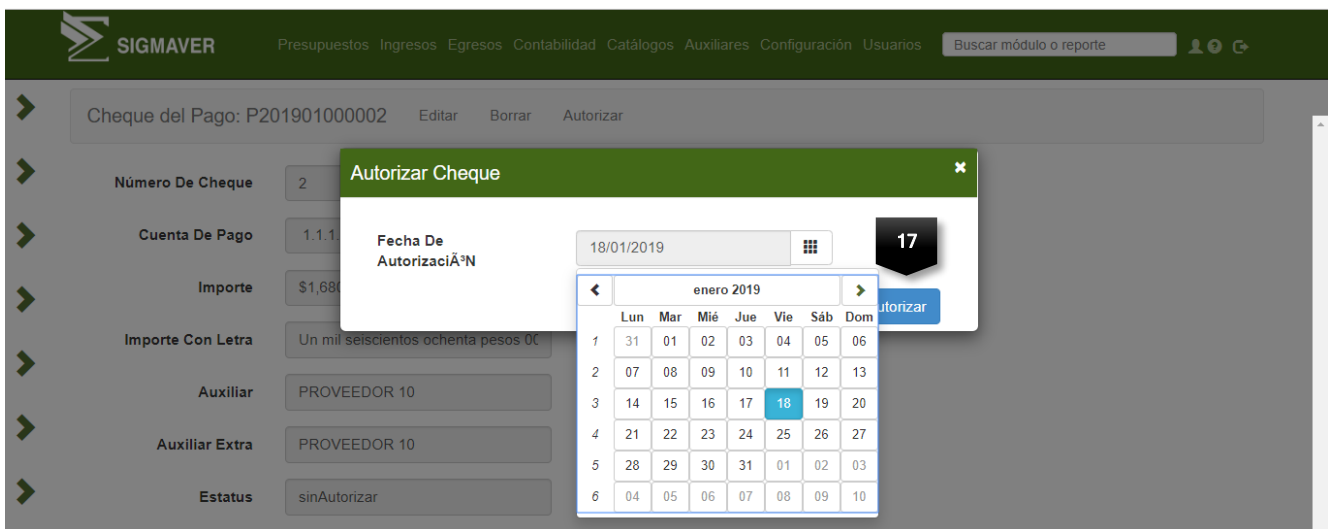 SIGMAVER
Presupuestos Ingresos Egresos Contabilidad Catálogos Auxiliares Configuración Usuarios Buscar módulo o reporte
Cheque del Pago: P201901000002 Editar Borrar Autorizar
Autorizar Cheque
Número De Cheque 2
Cuenta De Pago 1.1.1.
Fecha De
AutorizaciÃ³N
18/01/2019
17
Importe $1,680
enero 2019
utorizar
Lun Mar Mié Jue Vie Sáb Dom
Importe Con Letra Un mil seiscientos ochenta pesos 00
1 31 01 02 03 04 05 06
2 07 08 09 10 11 12 13
Auxiliar PROVEEDOR 10
3 14 15 16 17 18 19 20
4 21 22 23 24 25 26 27
Auxiliar Extra PROVEEDOR 10
5 28 29 30 31 01 02 03
Estatus sinAutorizar
6 04 05 06 07 08 09 10